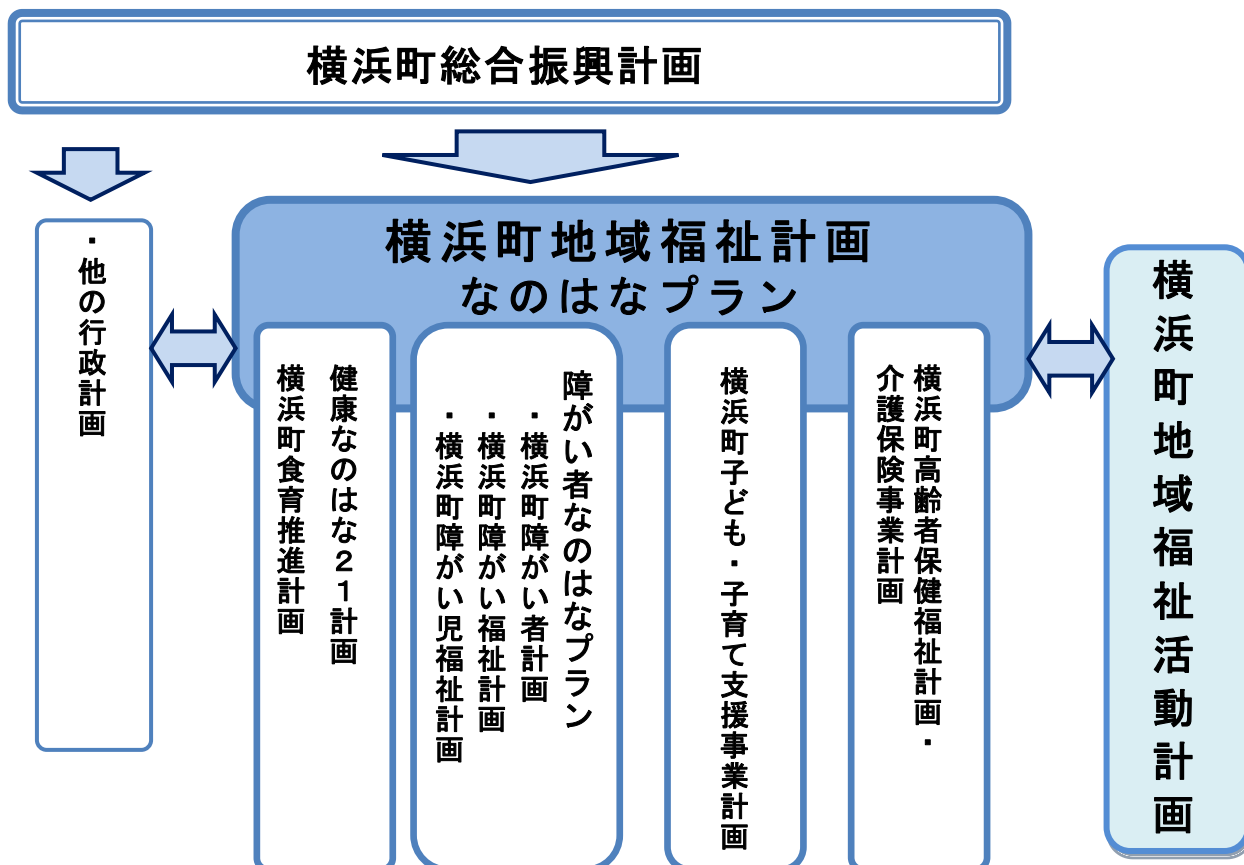 横浜町総合振興計画
横浜町地域福祉計画
なのはなプラン
・他の行政計画
健康なのはな２１計画
横浜町食育推進計画
障がい者なのはなプラン
・横浜町障がい者計画
・横浜町障がい福祉計画
・横浜町障がい児福祉計画
横浜町子ども・子育て支援事業計画
横浜町高齢者保健福祉計画・
介護保険事業計画
横浜町地域福祉活動計画